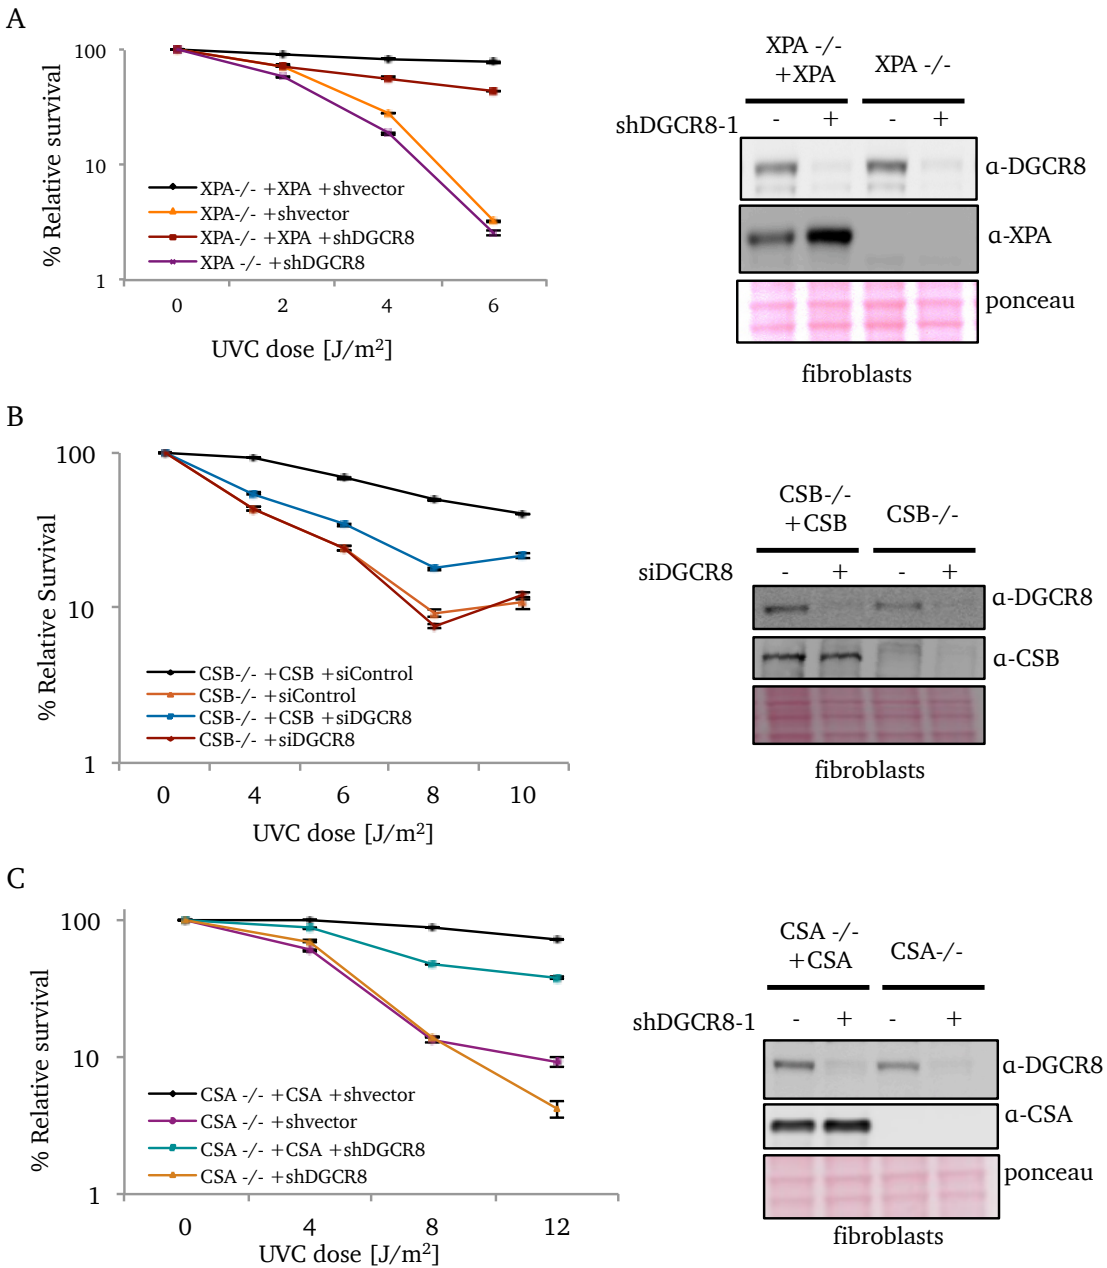 A
100
10
1
% Relative survival
XPA-/- +XPA +shvector
XPA-/- +shvector
XPA-/- +XPA +shDGCR8
XPA -/- +shDGCR8
0 2 4 6
UVC dose [J/m²]
XPA -/-
+XPA
XPA -/-
shDGCR8-1 - + - +
ɑ-DGCR8
ɑ-XPA
ponceau
fibroblasts
B
100
10
1
% Relative Survival
CSB-/- +CSB +siControl
CSB-/- +siControl
CSB-/- +CSB +siDGCR8
CSB-/- +siDGCR8
0 4 6 8 10
UVC dose [J/m²]
CSB-/-
+CSB
CSB-/-
siDGCR8 - + - +
ɑ-DGCR8
ɑ-CSB
fibroblasts
C
100
10
1
% Relative survival
CSA -/- +CSA +shvector
CSA -/- +shvector
CSA -/- +CSA +shDGCR8
CSA -/- +shDGCR8
0 4 8 12
UVC dose [J/m²]
CSA -/-
+CSA
CSA-/-
shDGCR8-1 - + - +
ɑ-DGCR8
ɑ-CSA
ponceau
fibroblasts